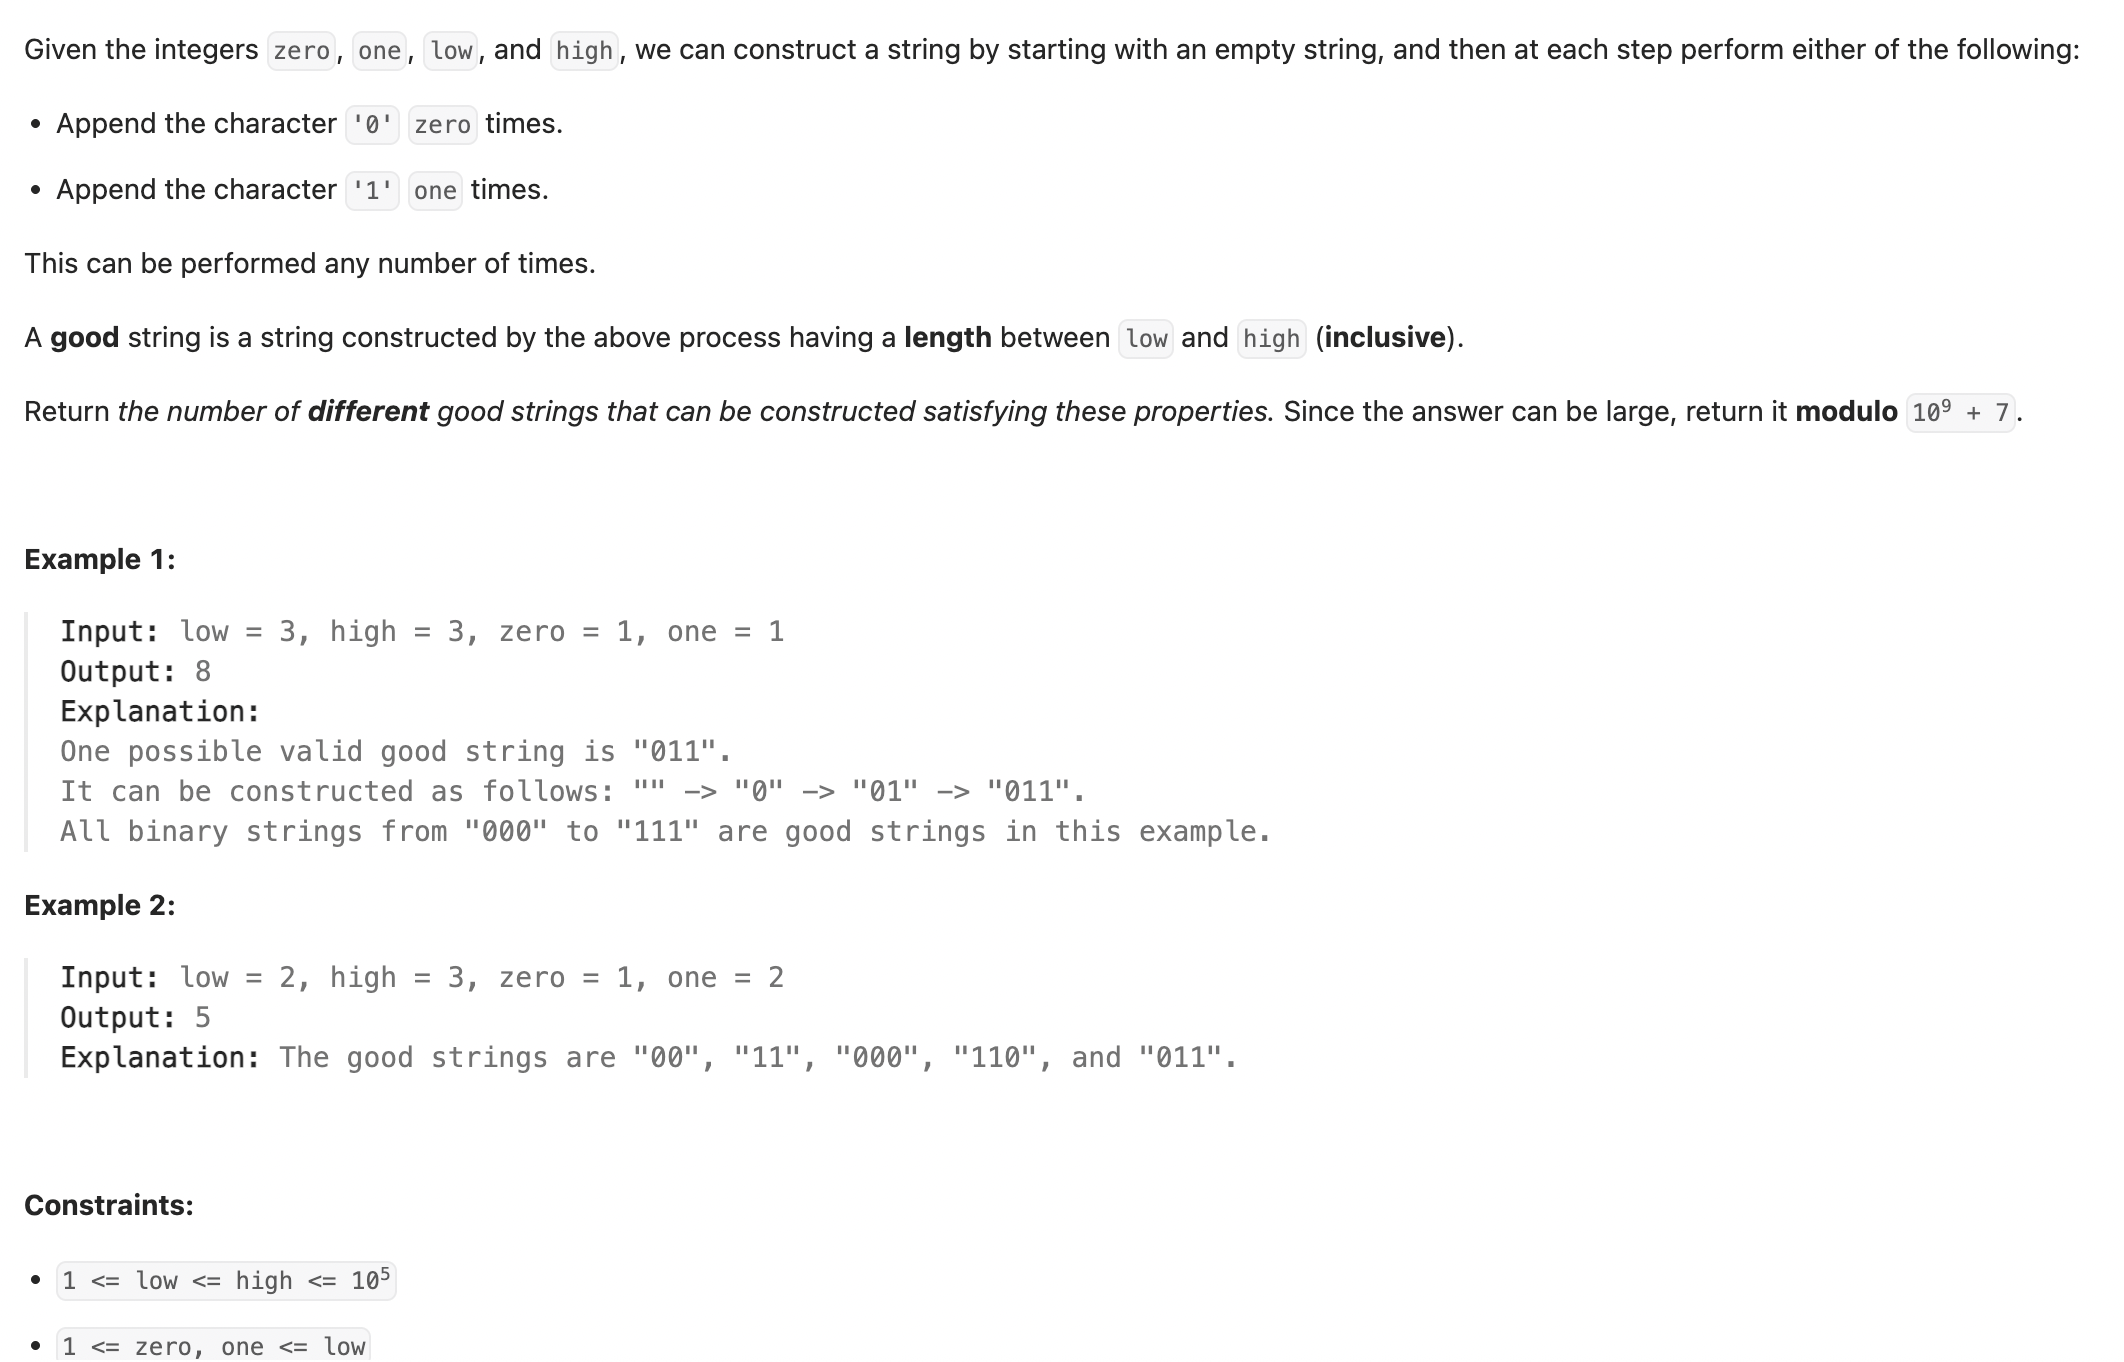 Given the integers zero, one, low, and high, we can construct a string by starting with an empty string, and then at each step perform either of the following:
• Append the character '0' zero times.
• Append the character '1' one times.
This can be performed any number of times.
A good string is a string constructed by the above process having a length between low and high (inclusive).
Return the number of different good strings that can be constructed satisfying these properties. Since the answer can be large, return it modulo 10⁹ + 7.
Example 1:
Input: low = 3, high = 3, zero = 1, one = 1
Output: 8
Explanation:
One possible valid good string is "011".
It can be constructed as follows: "" -> "0" -> "01" -> "011".
All binary strings from "000" to "111" are good strings in this example.
Example 2:
Input: low = 2, high = 3, zero = 1, one = 2
Output: 5
Explanation: The good strings are "00", "11", "000", "110", and "011".
Constraints:
• 1 <= low <= high <= 10⁵
• 1 <= zero, one <= low